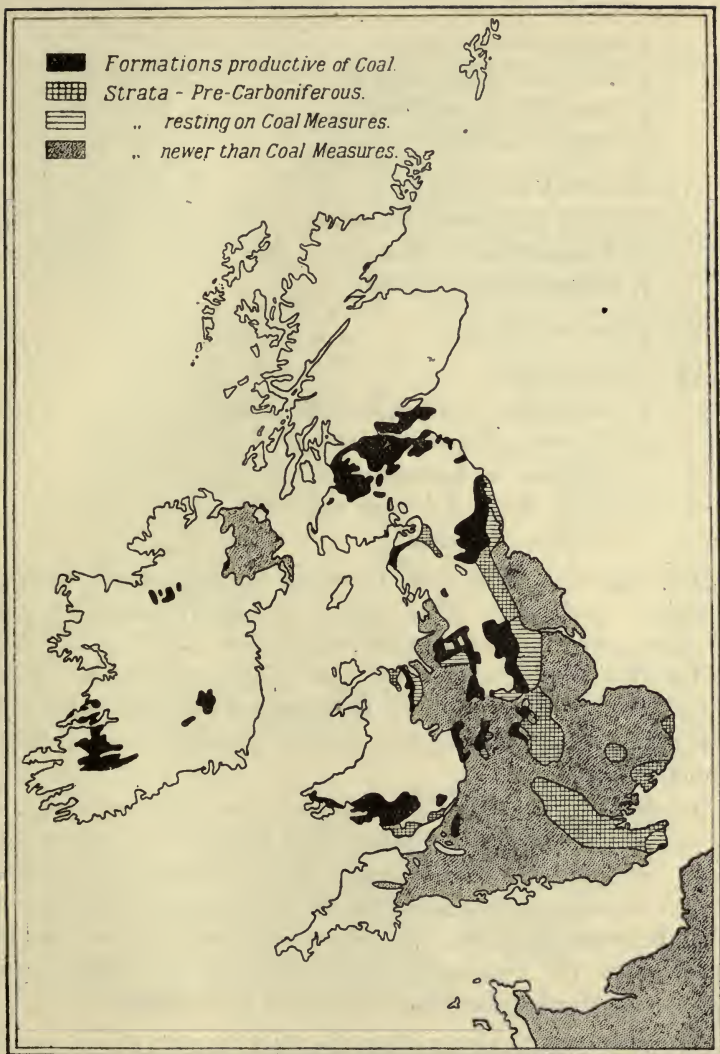 Formations productive of Coal.
Strata - Pre-Carboniferous.
„ resting on Coal Measures.
„ newer than Coal Measures.